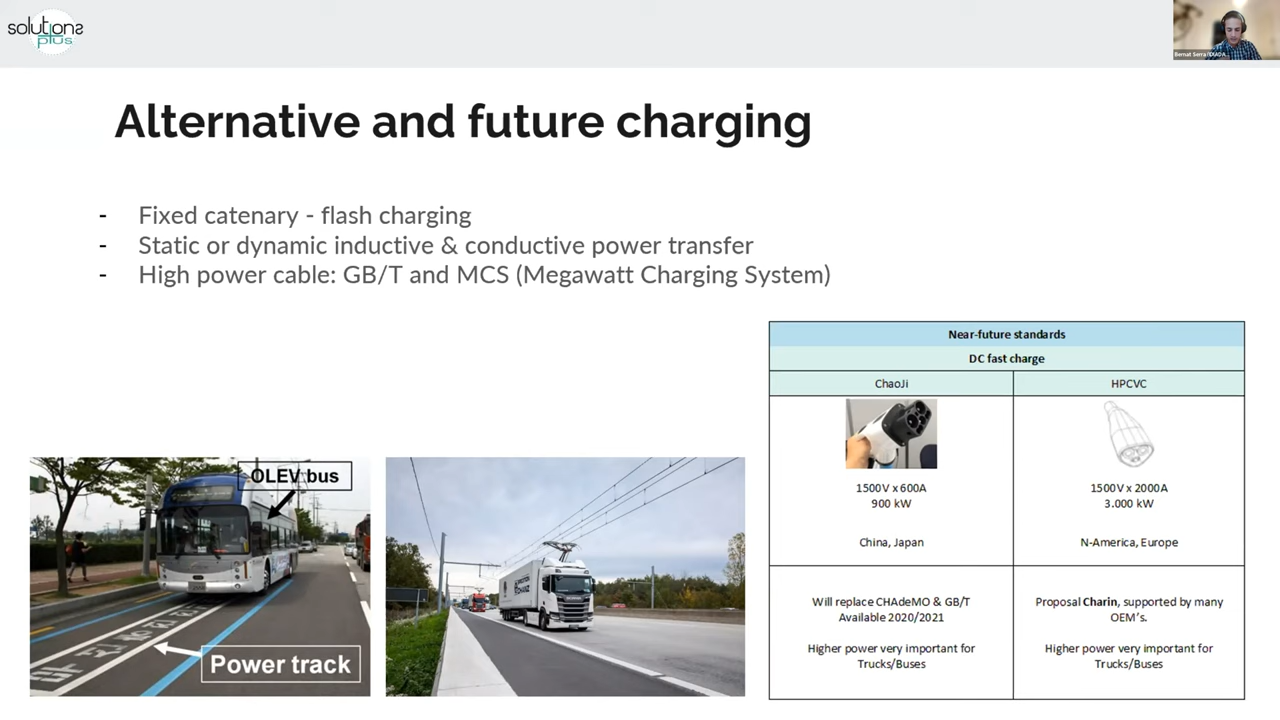 solutions
plus
Bernat Serra IDIADA...
Alternative and future charging
- Fixed catenary - flash charging
- Static or dynamic inductive & conductive power transfer
- High power cable: GB/T and MCS (Megawatt Charging System)
OLEV bus
Power track
Near-future standards
DC fast charge
ChaoJi
HPCVC
1500V x 600A
900 kW
China, Japan
1500V x 2000A
3.000 kW
N-America, Europe
Will replace CHAdeMO & GB/T
Available 2020/2021
Higher power very important for
Trucks/Buses
Proposal Charin, supported by many
OEM's.
Higher power very important for
Trucks/Buses